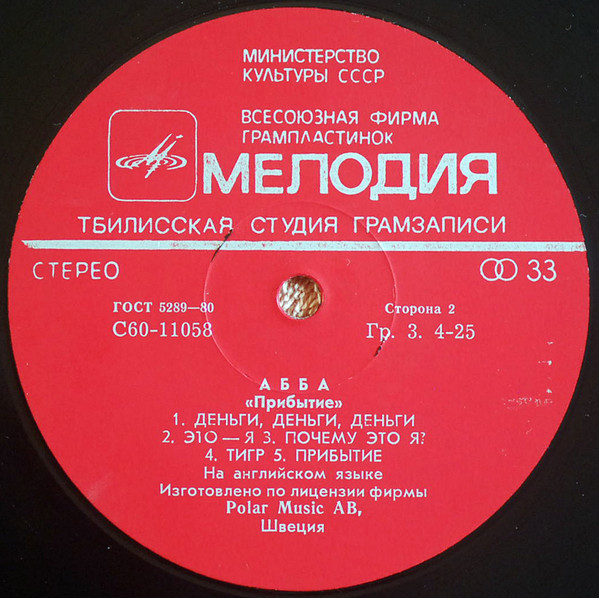 МИНИСТЕРСТВО
КУЛЬТУРЫ СССР
ВСЕСОЮЗНАЯ ФИРМА
ГРАМПЛАСТИНОК
МЕЛОДИЯ
ТБИЛИССКАЯ СТУДИЯ ГРАМЗАПИСИ
СТЕРЕО
33
ГОСТ 5289—80
С60-11058
Сторона 2
Гр. 3. 4-25
АББА
«Прибытие»
1. ДЕНЬГИ, ДЕНЬГИ, ДЕНЬГИ
2. ЭТО — Я 3. ПОЧЕМУ ЭТО Я?
4. ТИГР 5. ПРИБЫТИЕ
На английском языке
Изготовлено по лицензии фирмы
Polar Music AB,
Швеция